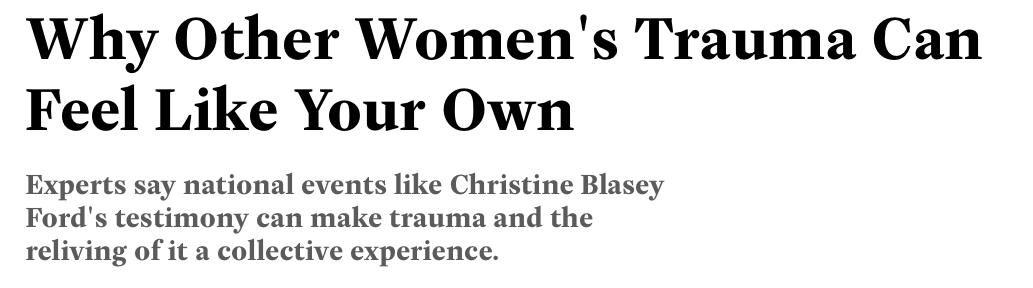 Why Other Women's Trauma Can
Feel Like Your Own
Experts say national events like Christine Blasey
Ford's testimony can make trauma and the
reliving of it a collective experience.